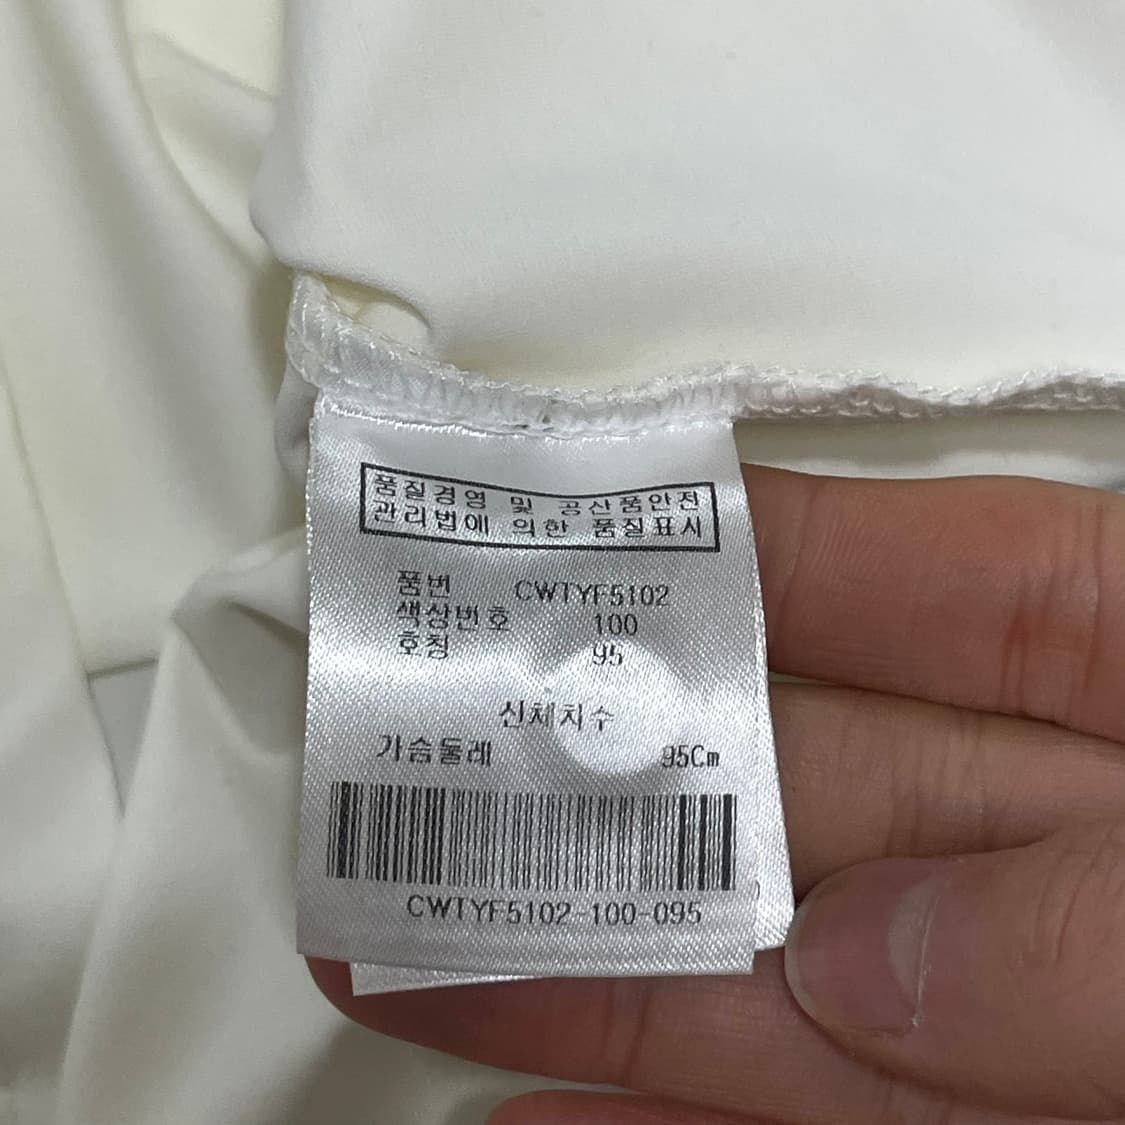 품질경영 및 공산품안전
관리법에 의한 품질표시
품번 CWTYF5102
색상번호 100
호칭 95
신체치수
가슴둘레 95Cm
CWTYF5102-100-095